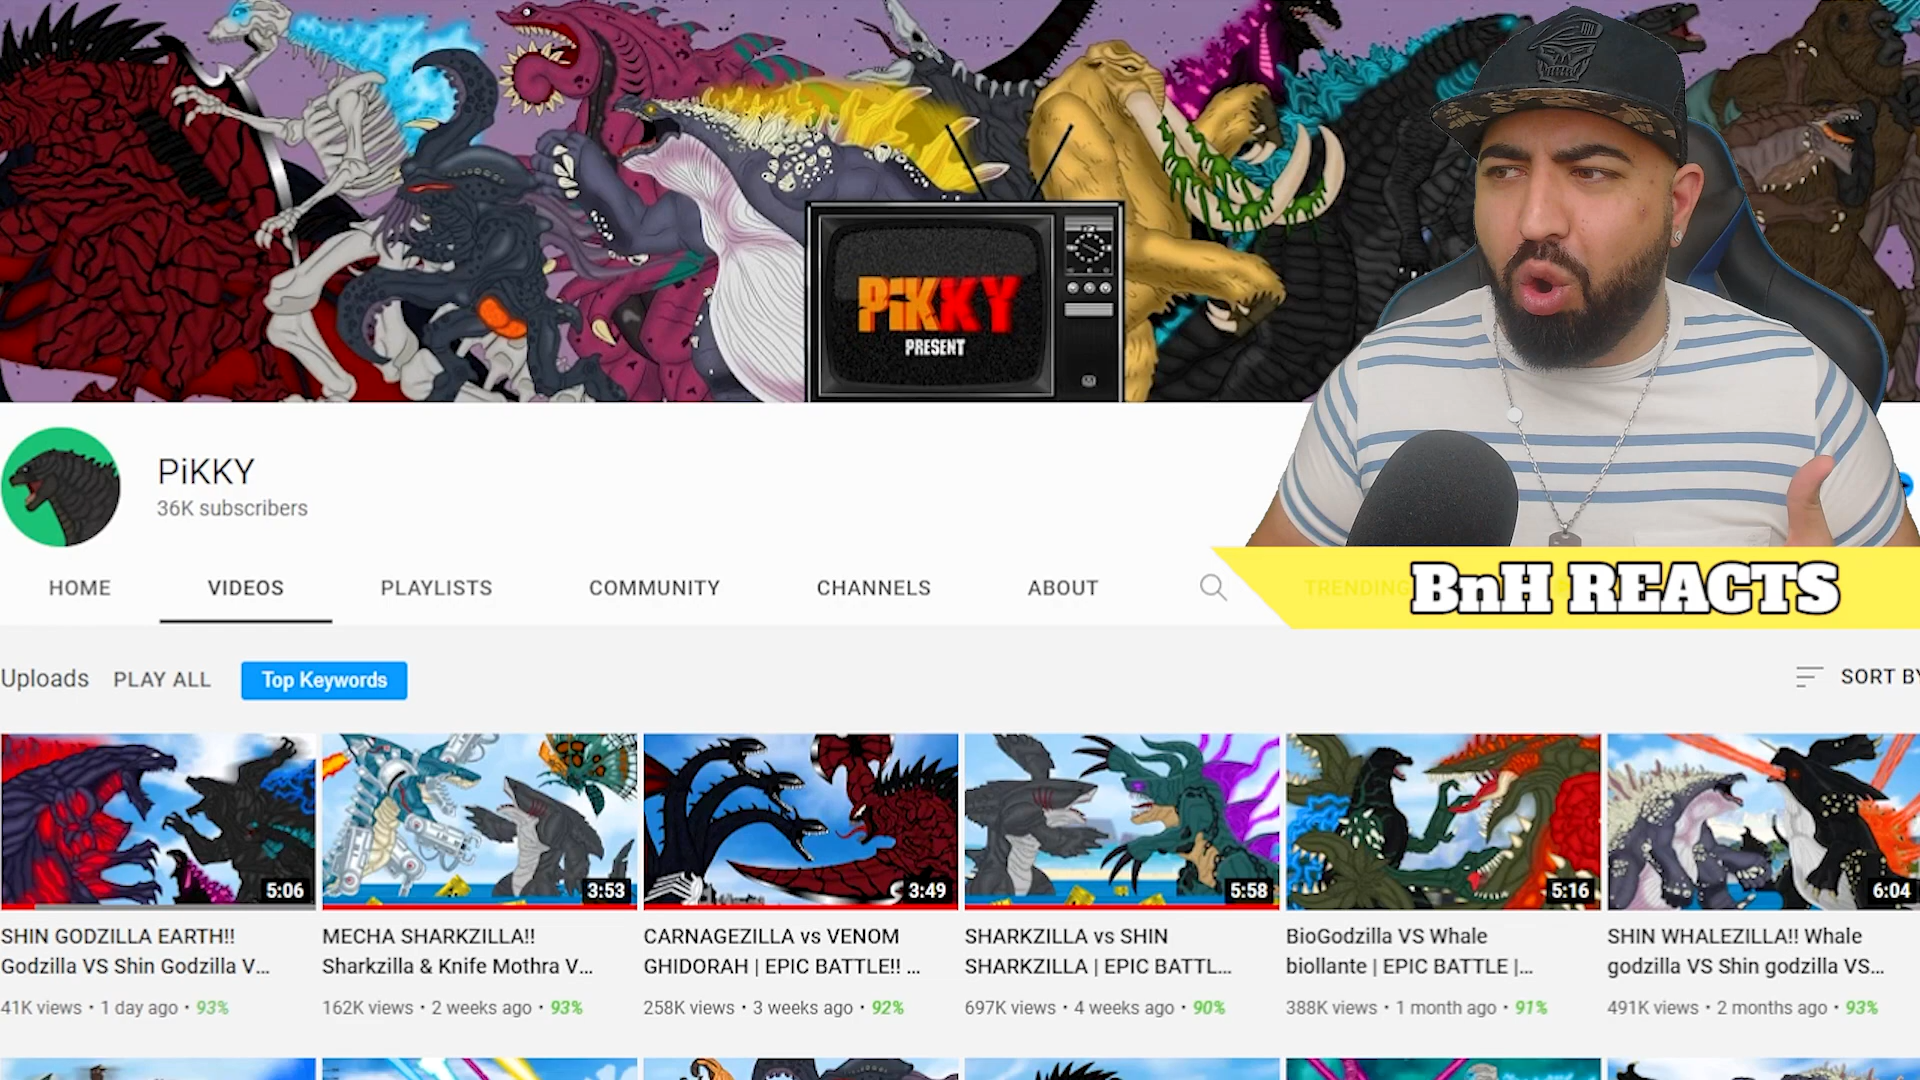 PiKKY
PRESENT
PiKKY
36K subscribers
HOME
VIDEOS
PLAYLISTS
COMMUNITY
CHANNELS
ABOUT
TRENDING
BnH REACTS
Uploads
PLAY ALL
Top Keywords
SORT BY
5:06
3:53
3:49
5:58
5:16
6:04
SHIN GODZILLA EARTH!!
Godzilla VS Shin Godzilla V...
41K views • 1 day ago • 93%
MECHA SHARKZILLA!!
Sharkzilla & Knife Mothra V...
162K views • 2 weeks ago • 93%
CARNAGEZILLA vs VENOM
GHIDORAH | EPIC BATTLE!! ...
258K views • 3 weeks ago • 92%
SHARKZILLA vs SHIN
SHARKZILLA | EPIC BATTL...
697K views • 4 weeks ago • 90%
BioGodzilla VS Whale
biollante | EPIC BATTLE |...
388K views • 1 month ago • 91%
SHIN WHALEZILLA!! Whale
godzilla VS Shin godzilla VS...
491K views • 2 months ago • 93%